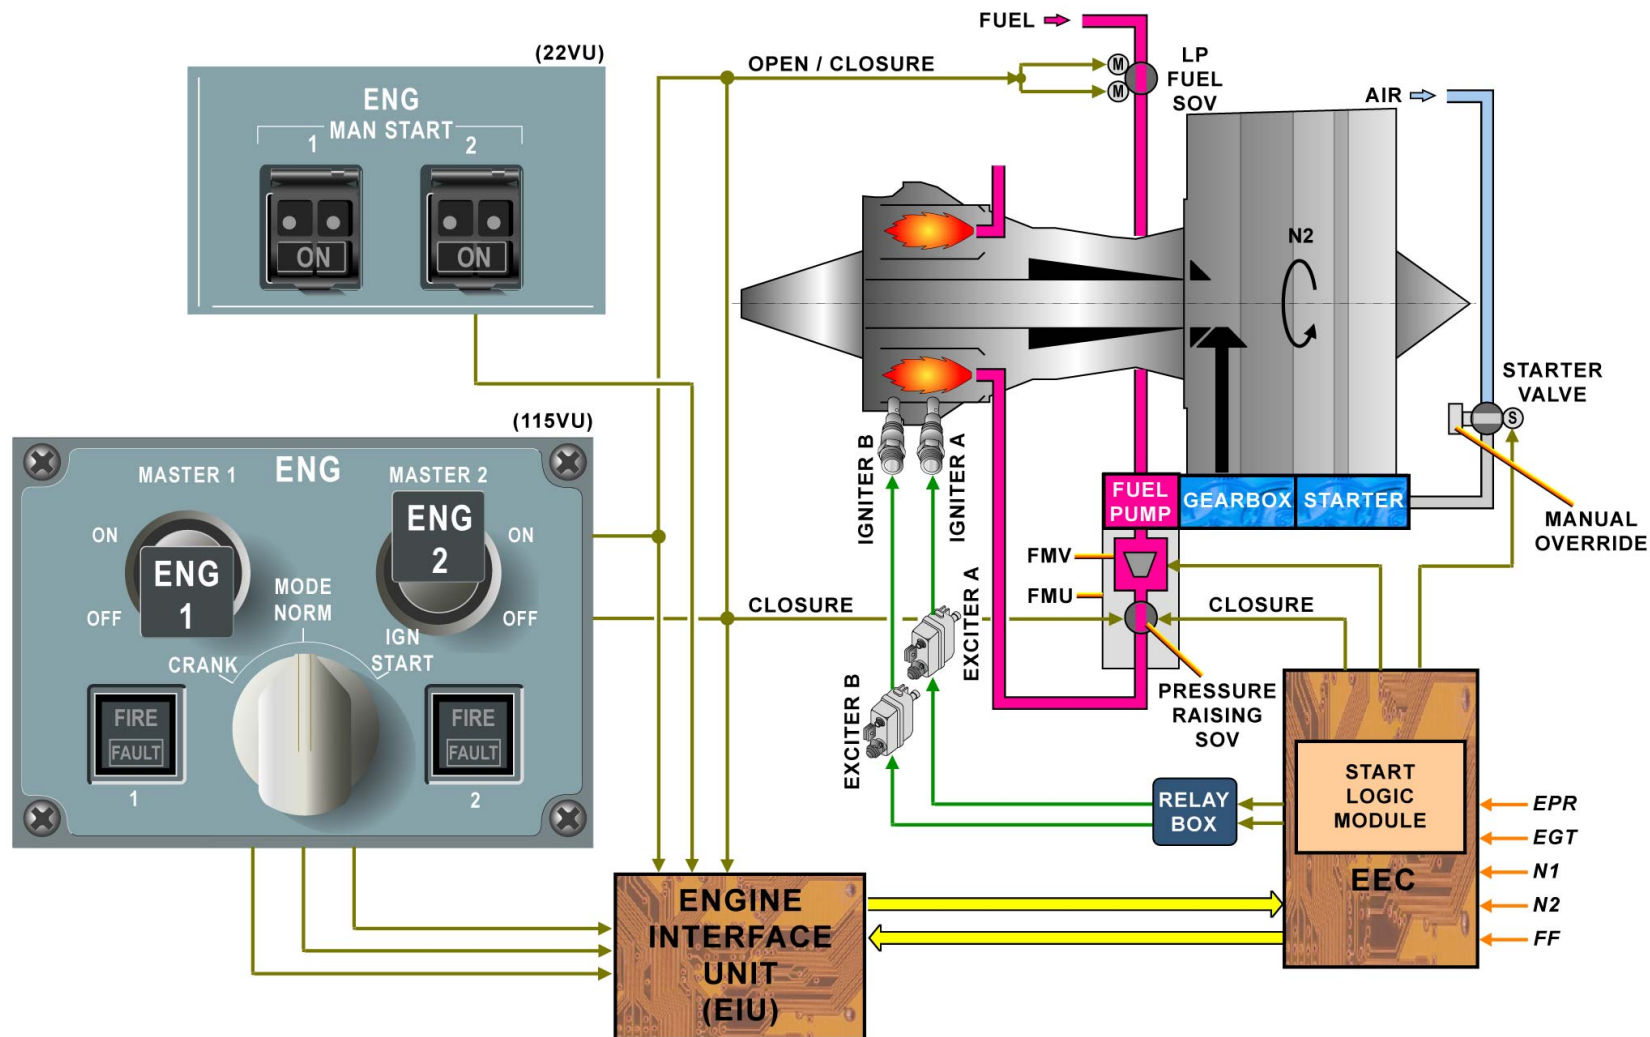 (22VU)
ENG
MAN START
1
2
ON
ON
(115VU)
MASTER 1
ENG
MASTER 2
ON
OFF
ENG
1
ENG
2
ON
OFF
MODE
NORM
CRANK
IGN
START
FIRE
FAULT
1
FIRE
FAULT
2
OPEN / CLOSURE
FUEL
M
M
LP
FUEL
SOV
AIR
N2
STARTER
VALVE
S
MANUAL
OVERRIDE
IGNITER B
IGNITER A
FUEL
PUMP
GEARBOX
STARTER
FMV
FMU
CLOSURE
CLOSURE
EXCITER A
EXCITER B
PRESSURE
RAISING
SOV
RELAY
BOX
START
LOGIC
MODULE
EEC
EPR
EGT
N1
N2
FF
ENGINE
INTERFACE
UNIT
(EIU)